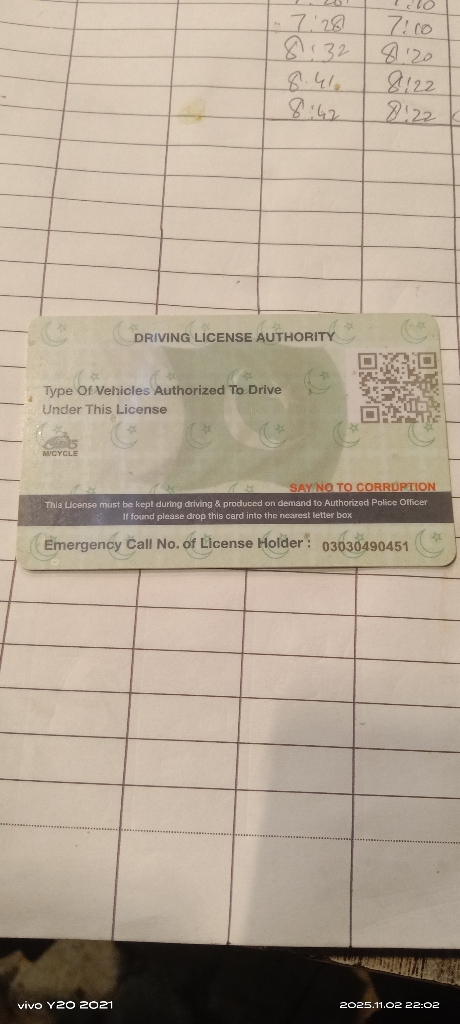 7:28 7:10
8:32 8:20
8:41 8:22
8:42 8:22
DRIVING LICENSE AUTHORITY
Type Of Vehicles Authorized To Drive
Under This License
M/CYCLE
SAY NO TO CORRUPTION
This License must be kept during driving & produced on demand to Authorized Police Officer
If found please drop this card into the nearest letter box
Emergency Call No. of License Holder : 03030490451
vivo Y20 2021 2025.11.02 22:02